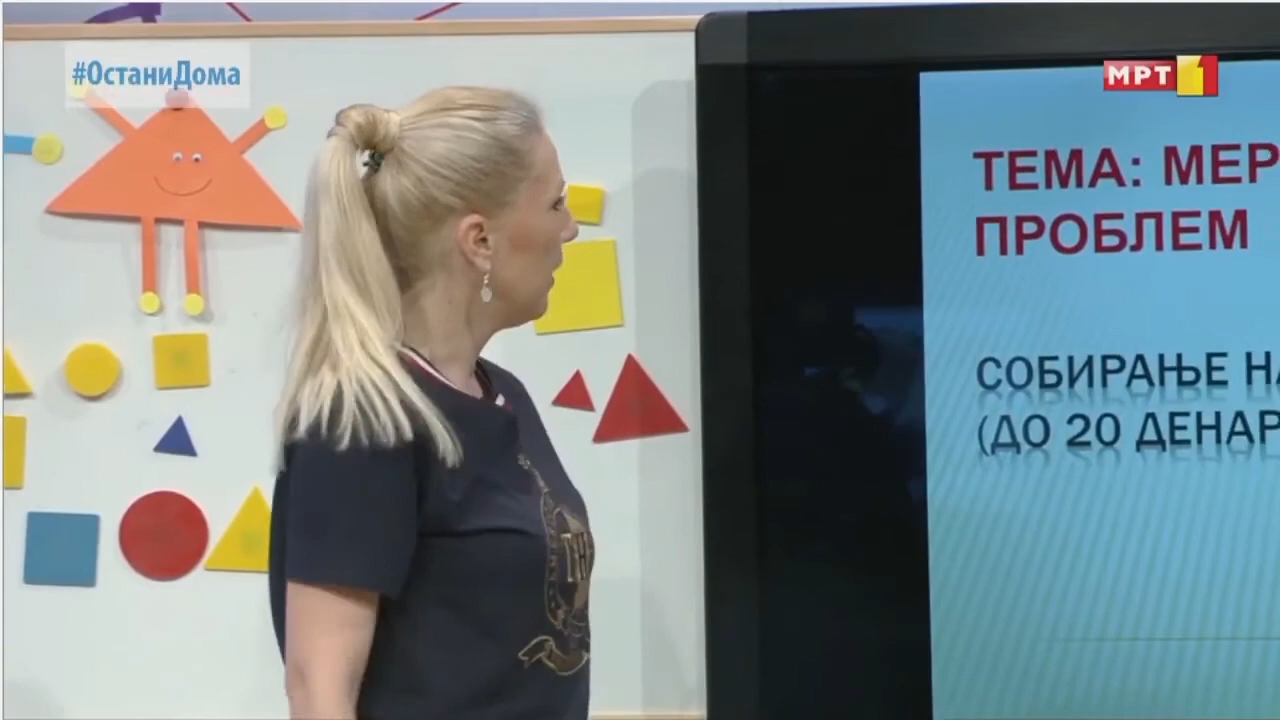 #ОстаниДома
МРТ 1
ТЕМА: МЕР
ПРОБЛЕМ
СОБИРАЊЕ НА
(ДО 20 ДЕНАР